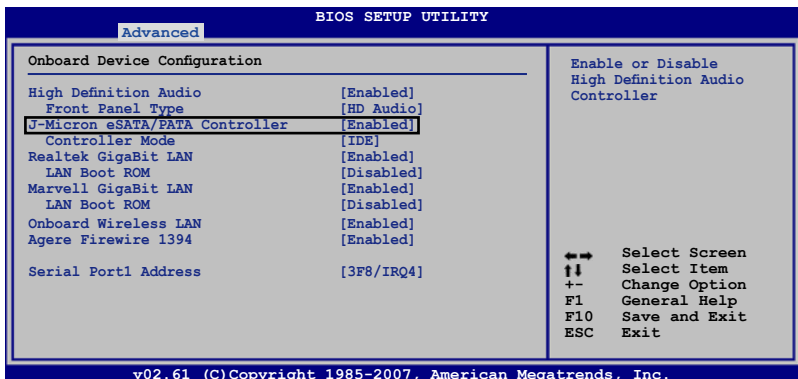 BIOS SETUP UTILITY
Advanced
Onboard Device Configuration
High Definition Audio [Enabled]
Front Panel Type [HD Audio]
J-Micron eSATA/PATA Controller [Enabled]
Controller Mode [IDE]
Realtek GigaBit LAN [Enabled]
LAN Boot ROM [Disabled]
Marvell GigaBit LAN [Enabled]
LAN Boot ROM [Disabled]
Onboard Wireless LAN [Enabled]
Agere Firewire 1394 [Enabled]
Serial Port1 Address [3F8/IRQ4]
Enable or Disable
High Definition Audio
Controller
←→ Select Screen
↑↓ Select Item
+- Change Option
F1 General Help
F10 Save and Exit
ESC Exit
v02.61 (C)Copyright 1985-2007, American Megatrends, Inc.